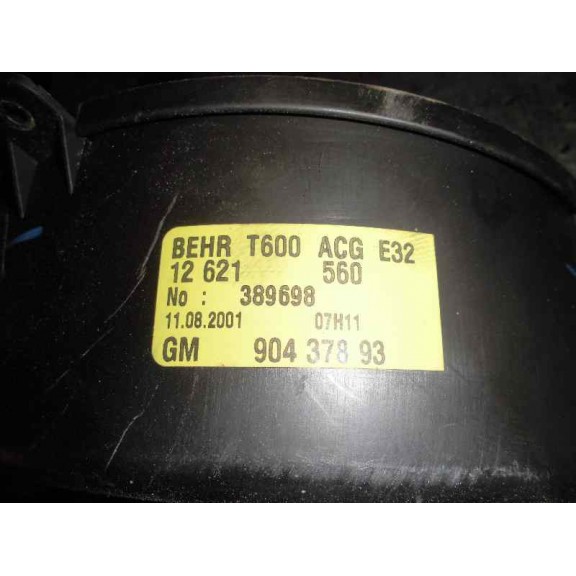 BEHR T600 ACG E32
12 621 560
No : 389698
11.08.2001 07H11
GM 904 378 93